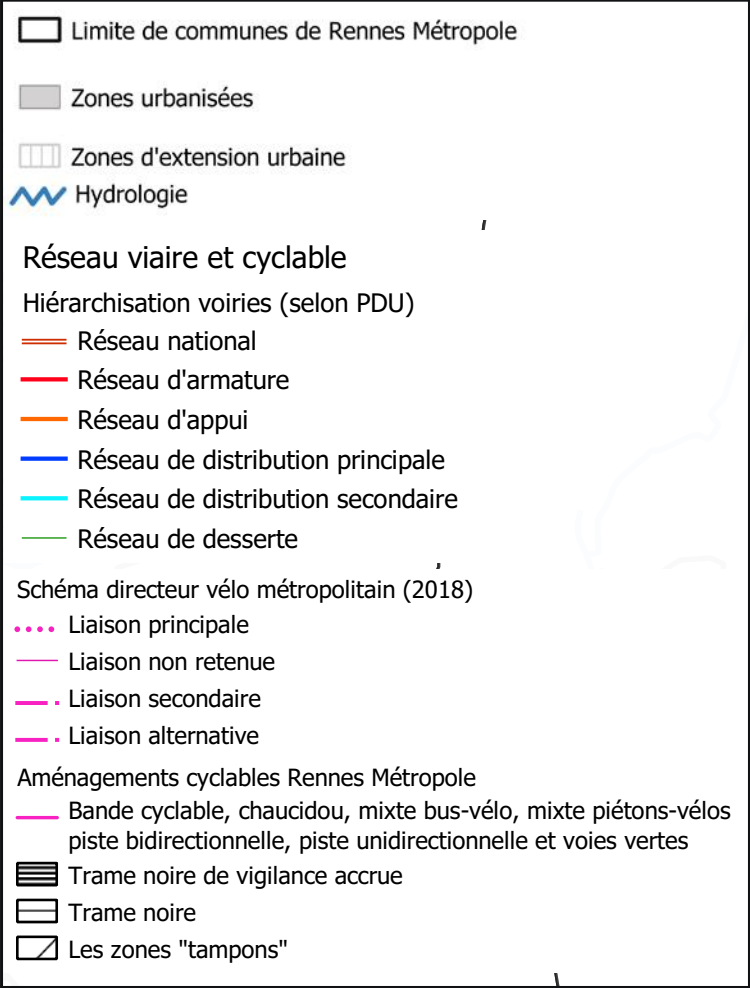 Limite de communes de Rennes Métropole
Zones urbanisées
Zones d'extension urbaine
Hydrologie
Réseau viaire et cyclable
Hiérarchisation voiries (selon PDU)
Réseau national
Réseau d'armature
Réseau d'appui
Réseau de distribution principale
Réseau de distribution secondaire
Réseau de desserte
Schéma directeur vélo métropolitain (2018)
Liaison principale
Liaison non retenue
Liaison secondaire
Liaison alternative
Aménagements cyclables Rennes Métropole
Bande cyclable, chaucidou, mixte bus-vélo, mixte piétons-vélos
piste bidirectionnelle, piste unidirectionnelle et voies vertes
Trame noire de vigilance accrue
Trame noire
Les zones "tampons"